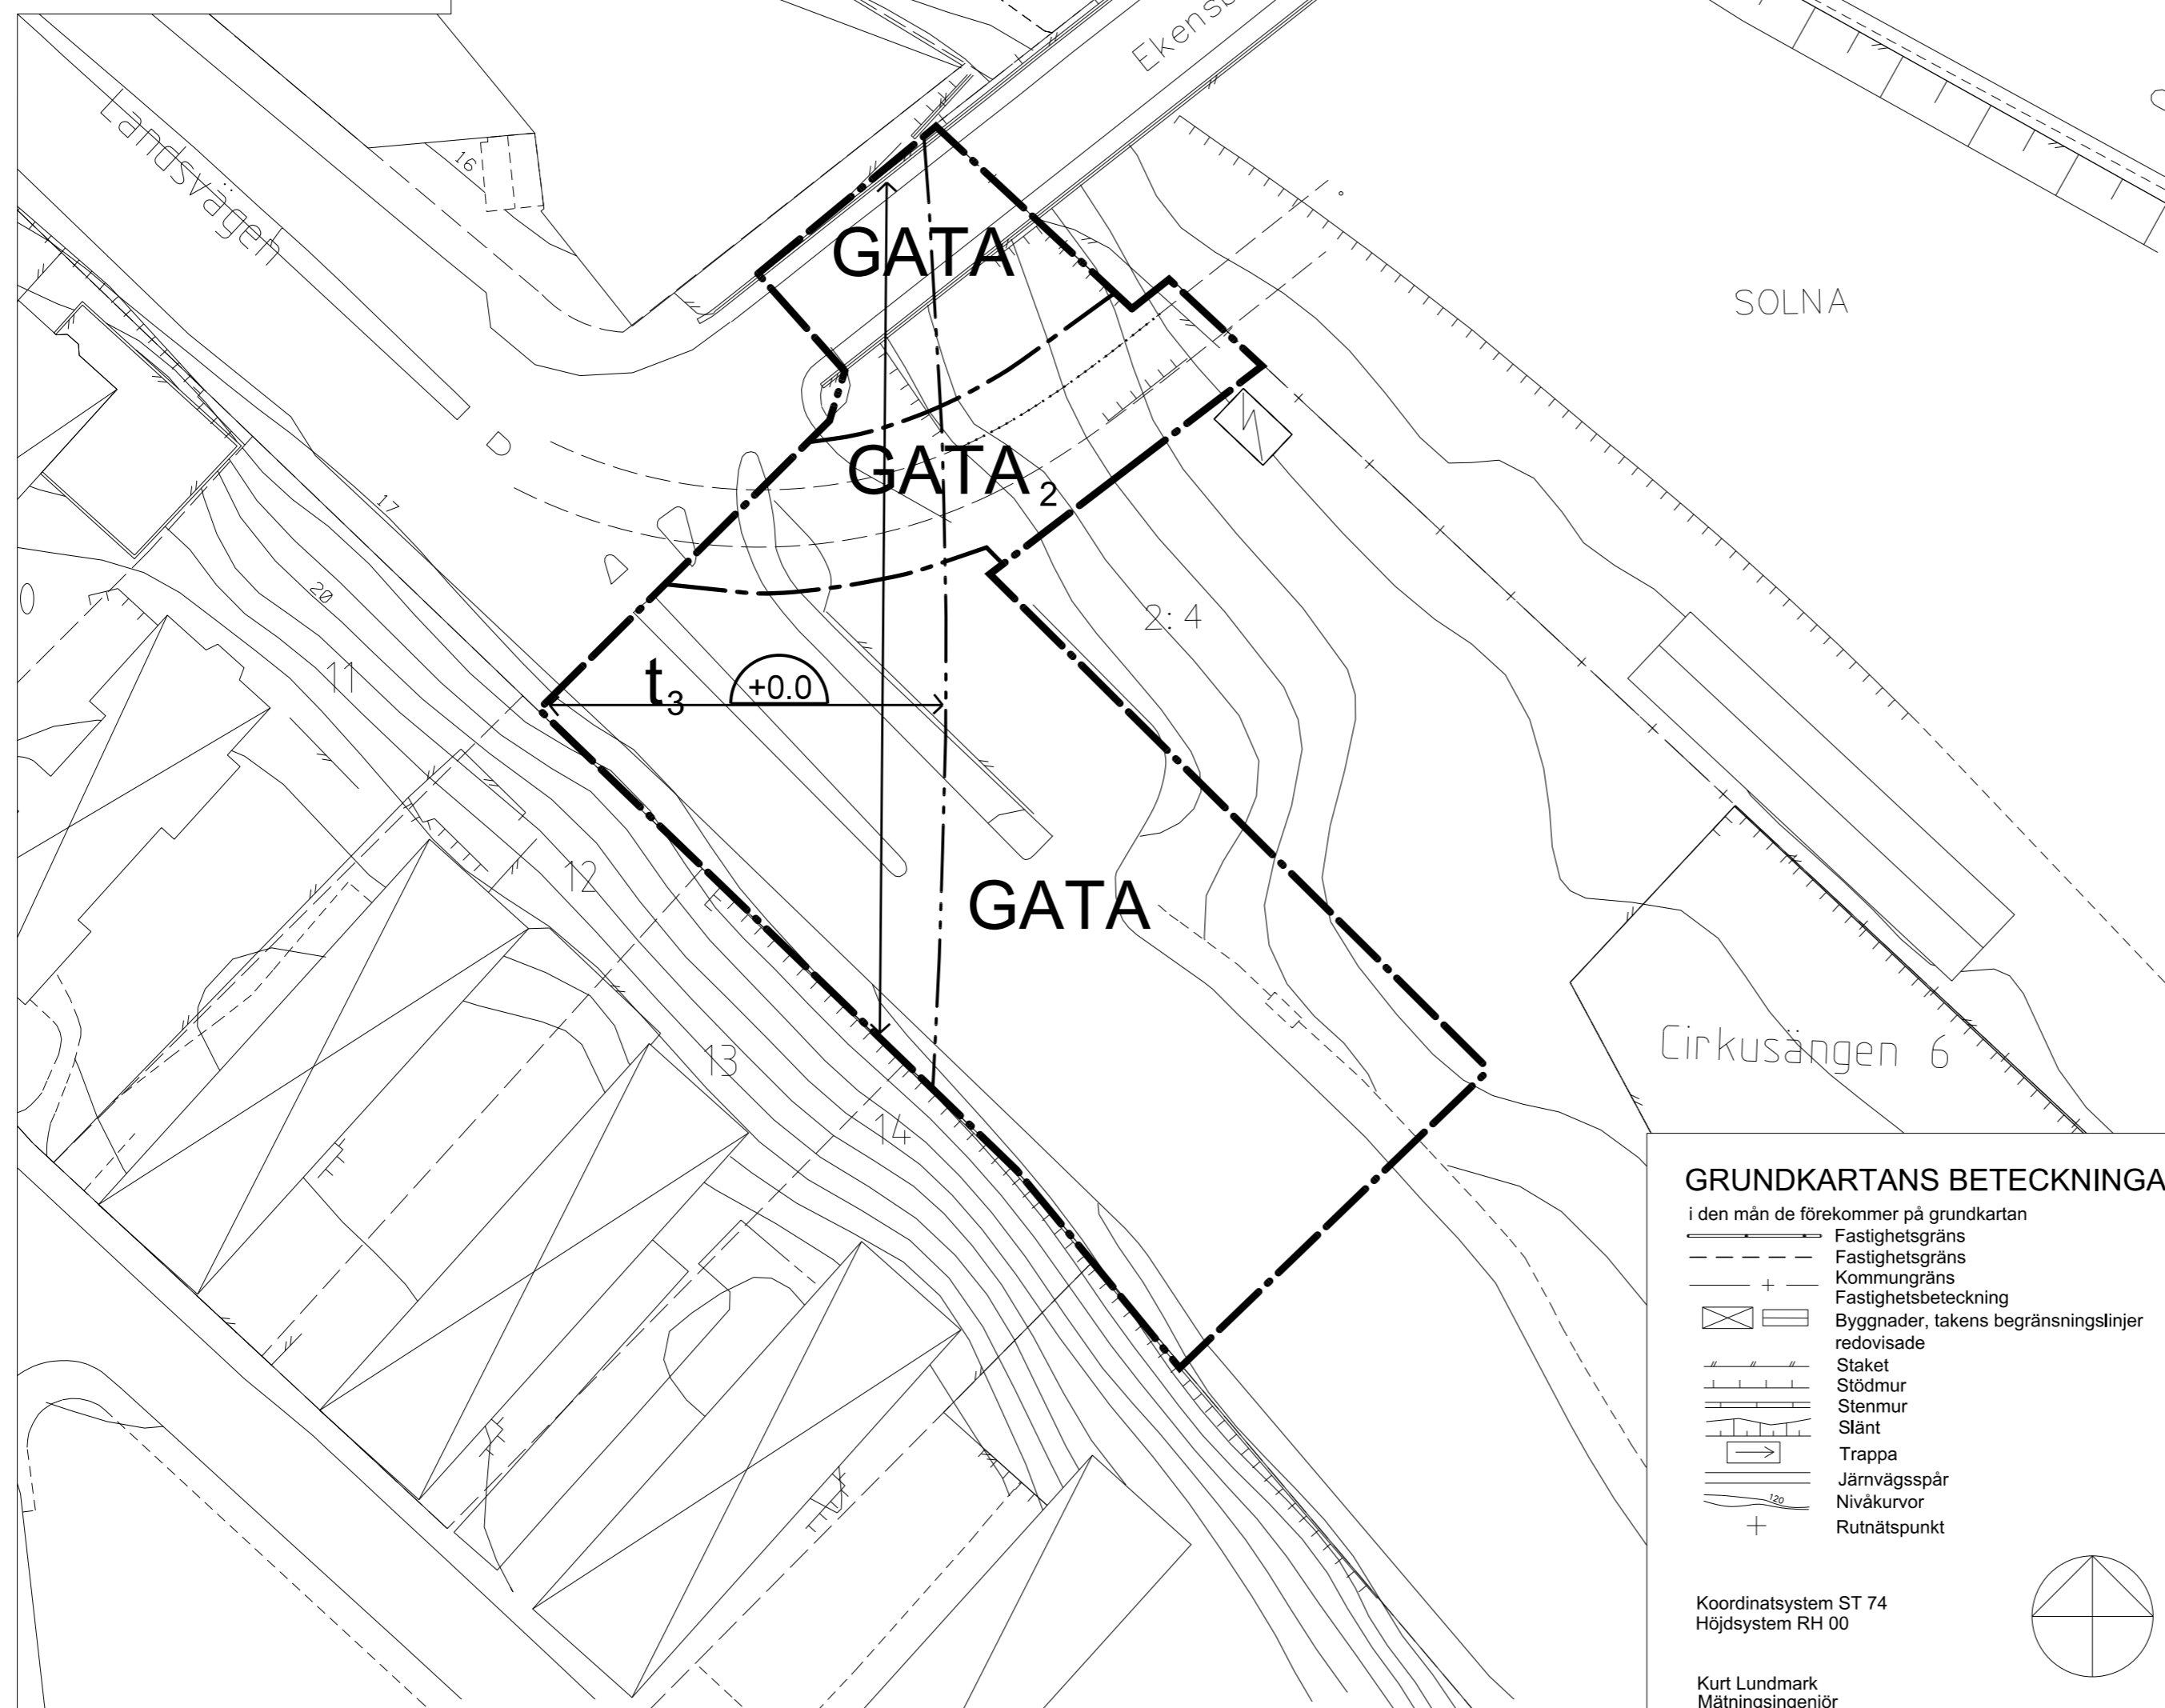 Landsvägen
16
GATA
SOLNA
GATA 2
17
20
2:4
11
t3
+0.0
12
GATA
13
14
Cirkusängen 6
GRUNDKARTANS BETECKNINGA
i den mån de förekommer på grundkartan
Fastighetsgräns
Fastighetsgräns
Kommungräns
Fastighetsbeteckning
Byggnader, takens begränsningslinjer
redovisade
Staket
Stödmur
Stenmur
Slänt
Trappa
Järnvägsspår
120
Nivåkurvor
Rutnätspunkt
Koordinatsystem ST 74
Höjdsystem RH 00
Kurt Lundmark
Mätningsingenjör